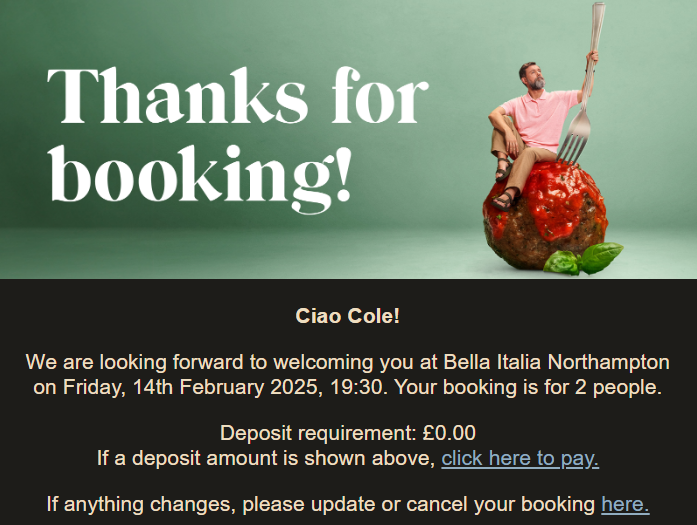 Thanks for
booking!
Ciao Cole!
We are looking forward to welcoming you at Bella Italia Northampton
on Friday, 14th February 2025, 19:30. Your booking is for 2 people.
Deposit requirement: £0.00
If a deposit amount is shown above, click here to pay.
If anything changes, please update or cancel your booking here.